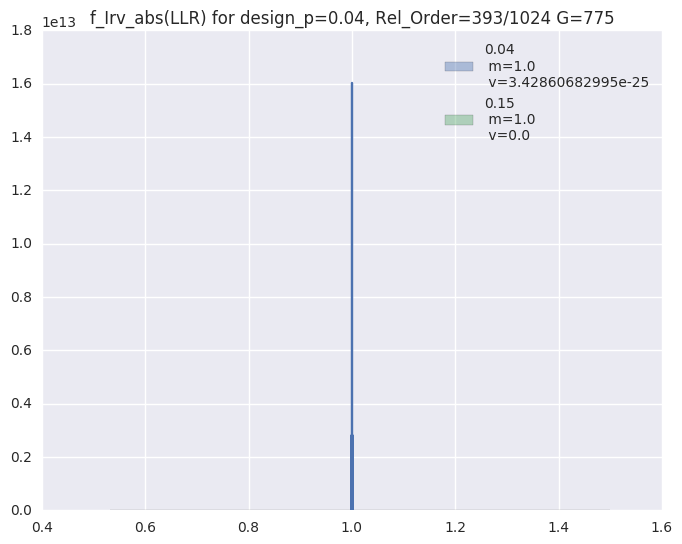 f_Irv_abs(LLR) for design_p=0.04, Rel_Order=393/1024 G=775
1e13
1.8
1.6
1.4
1.2
1.0
0.8
0.6
0.4
0.2
0.0
0.04
m=1.0
v=3.42860682995e-25
0.15
m=1.0
v=0.0
0.4 0.6 0.8 1.0 1.2 1.4 1.6